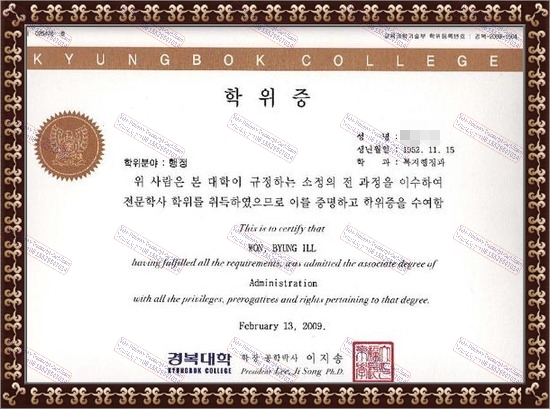 KYUNGBOK COLLEGE
학 위 증
성 명 :
생년월일 : 1952. 11. 15
학 과 : 복지행정과
학위분야 : 행정
위 사람은 본 대학이 규정하는 소정의 전 과정을 이수하여
전문학사 학위를 취득하였으므로 이를 증명하고 학위증을 수여함
This is to certify that
WON, BYUNG ILL
having fulfilled all the requirements, was admitted the associate degree of
Administration
with all the privileges, prerogatives and rights pertaining to that degree.
February 13, 2009.
경복대학 학장 공학박사 이지송
KYUNGBOK COLLEGE President Lee, Ji Song Ph.D.